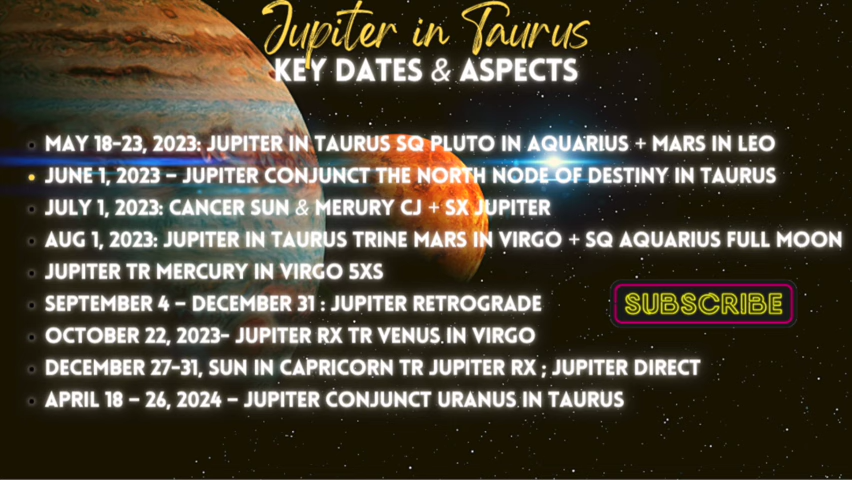 Jupiter in Taurus
KEY DATES & ASPECTS
MAY 18-23, 2023: JUPITER IN TAURUS SQ PLUTO IN AQUARIUS + MARS IN LEO
JUNE 1, 2023 – JUPITER CONJUNCT THE NORTH NODE OF DESTINY IN TAURUS
JULY 1, 2023: CANCER SUN & MERURY CJ + SX JUPITER
AUG 1, 2023: JUPITER IN TAURUS TRINE MARS IN VIRGO + SQ AQUARIUS FULL MOON
JUPITER TR MERCURY IN VIRGO 5XS
SEPTEMBER 4 – DECEMBER 31 : JUPITER RETROGRADE
SUBSCRIBE
OCTOBER 22, 2023- JUPITER RX TR VENUS IN VIRGO
DECEMBER 27-31, SUN IN CAPRICORN TR JUPITER RX ; JUPITER DIRECT
APRIL 18 – 26, 2024 – JUPITER CONJUNCT URANUS IN TAURUS